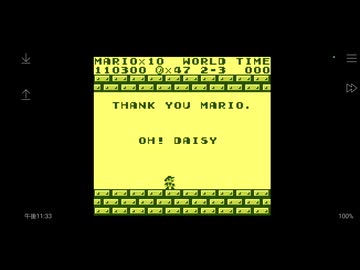 MARIO×10 WORLD TIME
110300 47 2-3 000
THANK YOU MARIO.
OH! DAISY
午後11:33
100%